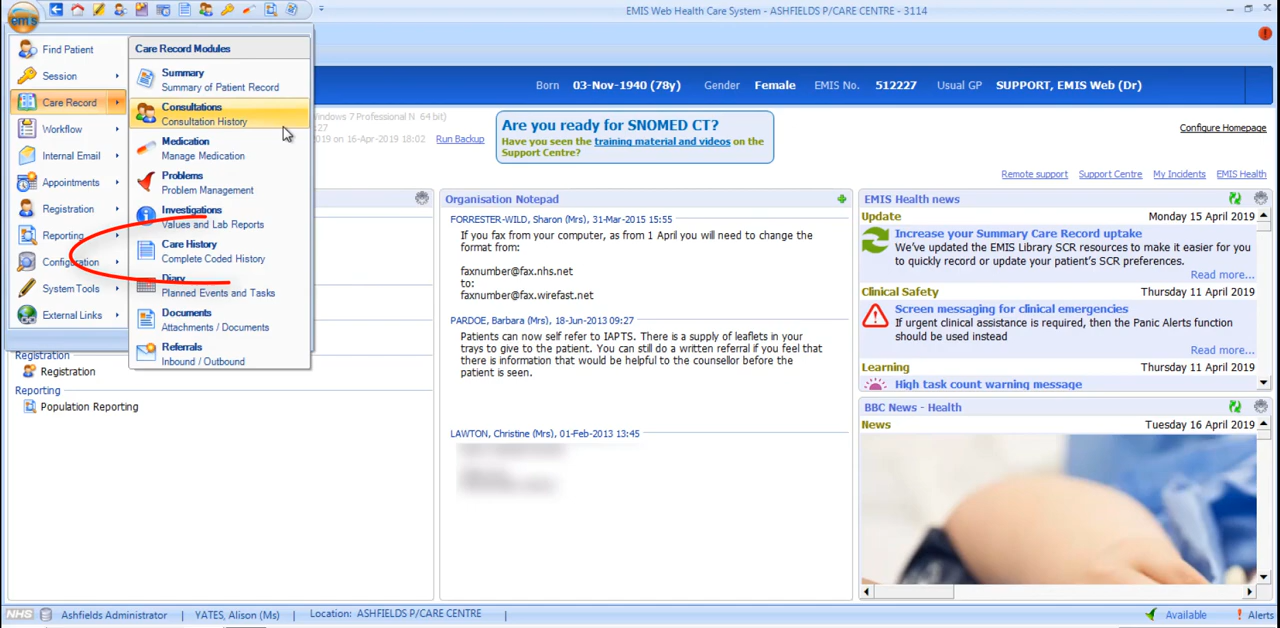 EMIS Web Health Care System - ASHFIELDS P/CARE CENTRE - 3114
emis
Find Patient
Session
Care Record
Workflow
Internal Email
Appointments
Registration
Reporting
Configuration
System Tools
External Links
Care Record Modules
Summary
Summary of Patient Record
Consultations
Consultation History
Medication
Manage Medication
Problems
Problem Management
Investigations
Values and Lab Reports
Care History
Complete Coded History
Diary
Planned Events and Tasks
Documents
Attachments / Documents
Referrals
Inbound / Outbound
Born 03-Nov-1940 (78y) Gender Female EMIS No. 512227 Usual GP SUPPORT, EMIS Web (Dr)
indows 7 Professional N 64 bit)
:27
019 on 16-Apr-2019 18:02 Run Backup
Are you ready for SNOMED CT?
Have you seen the training material and videos on the
Support Centre?
Configure Homepage
Remote support Support Centre My Incidents EMIS Health
Registration
Registration
Reporting
Population Reporting
Organisation Notepad
FORRESTER-WILD, Sharon (Mrs), 31-Mar-2015 15:55
If you fax from your computer, as from 1 April you will need to change the
format from:
faxnumber@fax.nhs.net
to:
faxnumber@fax.wirefast.net
PARDOE, Barbara (Mrs), 18-Jun-2013 09:27
Patients can now self refer to IAPTS. There is a supply of leaflets in your
trays to give to the patient. You can still do a written referral if you feel that
there is information that would be helpful to the counsellor before the
patient is seen.
LAWTON, Christine (Mrs), 01-Feb-2013 13:45
EMIS Health news
Update Monday 15 April 2019
Increase your Summary Care Record uptake
We've updated the EMIS Library SCR resources to make it easier for you
to quickly record or update your patient's SCR preferences.
Read more...
Clinical Safety Thursday 11 April 2019
Screen messaging for clinical emergencies
If urgent clinical assistance is required, then the Panic Alerts function
should be used instead
Read more...
Learning Thursday 11 April 2019
High task count warning message
BBC News - Health
News Tuesday 16 April 2019
NHS Ashfields Administrator YATES, Alison (Ms) Location: ASHFIELDS P/CARE CENTRE Available Alerts